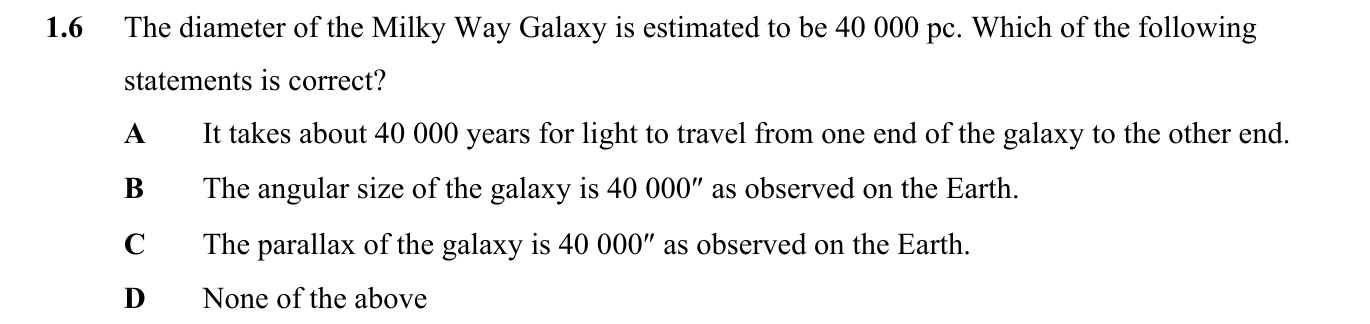 1.6 The diameter of the Milky Way Galaxy is estimated to be 40 000 pc. Which of the following
statements is correct?
A It takes about 40 000 years for light to travel from one end of the galaxy to the other end.
B The angular size of the galaxy is 40 000″ as observed on the Earth.
C The parallax of the galaxy is 40 000″ as observed on the Earth.
D None of the above